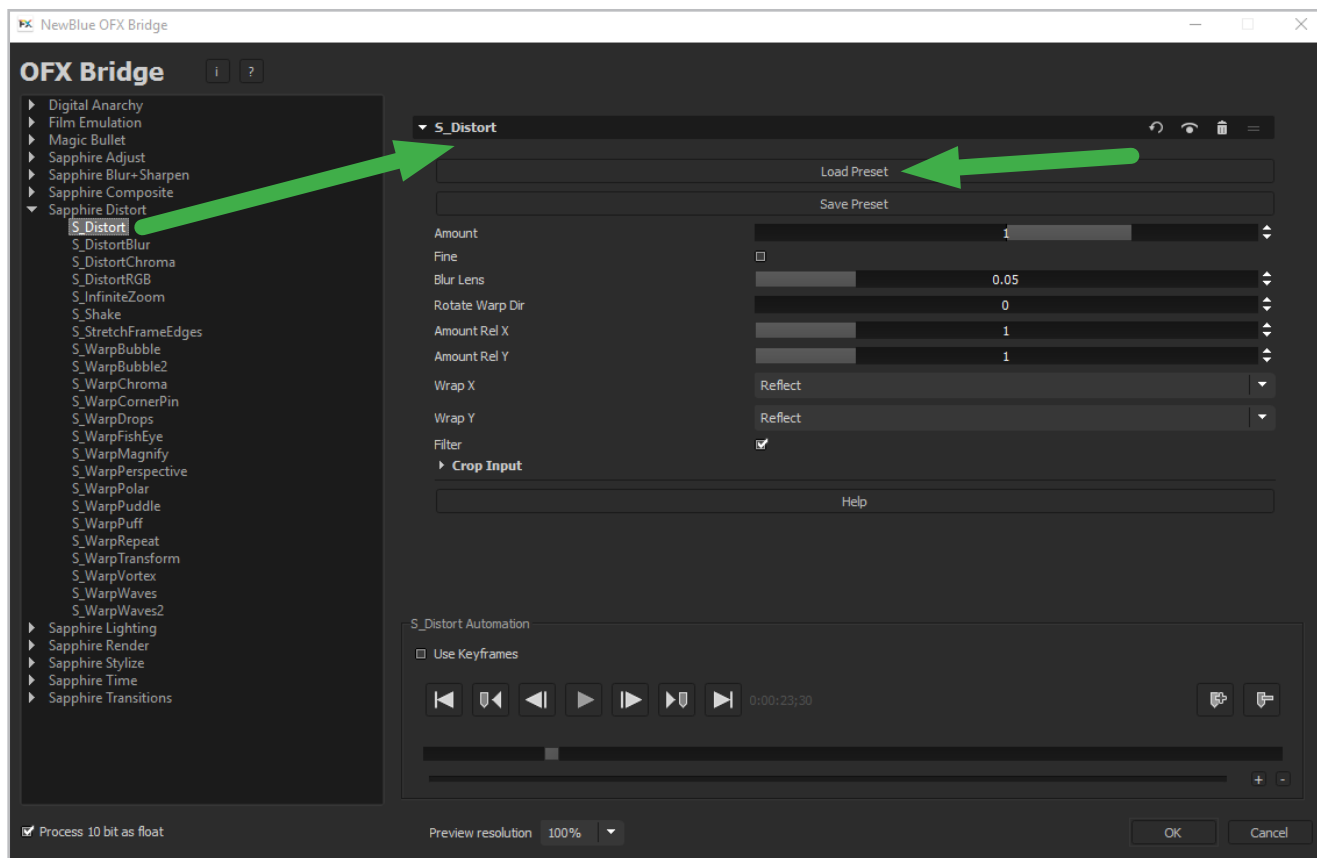 FX NewBlue OFX Bridge
OFX Bridge i ?
Digital Anarchy
Film Emulation
Magic Bullet
Sapphire Adjust
Sapphire Blur+Sharpen
Sapphire Composite
Sapphire Distort
S_Distort
S_DistortBlur
S_DistortChroma
S_DistortRGB
S_InfiniteZoom
S_Shake
S_StretchFrameEdges
S_WarpBubble
S_WarpBubble2
S_WarpChroma
S_WarpCornerPin
S_WarpDrops
S_WarpFishEye
S_WarpMagnify
S_WarpPerspective
S_WarpPolar
S_WarpPuddle
S_WarpPuff
S_WarpRepeat
S_WarpTransform
S_WarpVortex
S_WarpWaves
S_WarpWaves2
Sapphire Lighting
Sapphire Render
Sapphire Stylize
Sapphire Time
Sapphire Transitions
Process 10 bit as float
S_Distort
Load Preset
Save Preset
Amount 1
Fine
Blur Lens 0.05
Rotate Warp Dir 0
Amount Rel X 1
Amount Rel Y 1
Wrap X Reflect
Wrap Y Reflect
Filter
Crop Input
Help
S_Distort Automation
Use Keyframes
0:00:23;30
+ -
Preview resolution 100%
OK Cancel